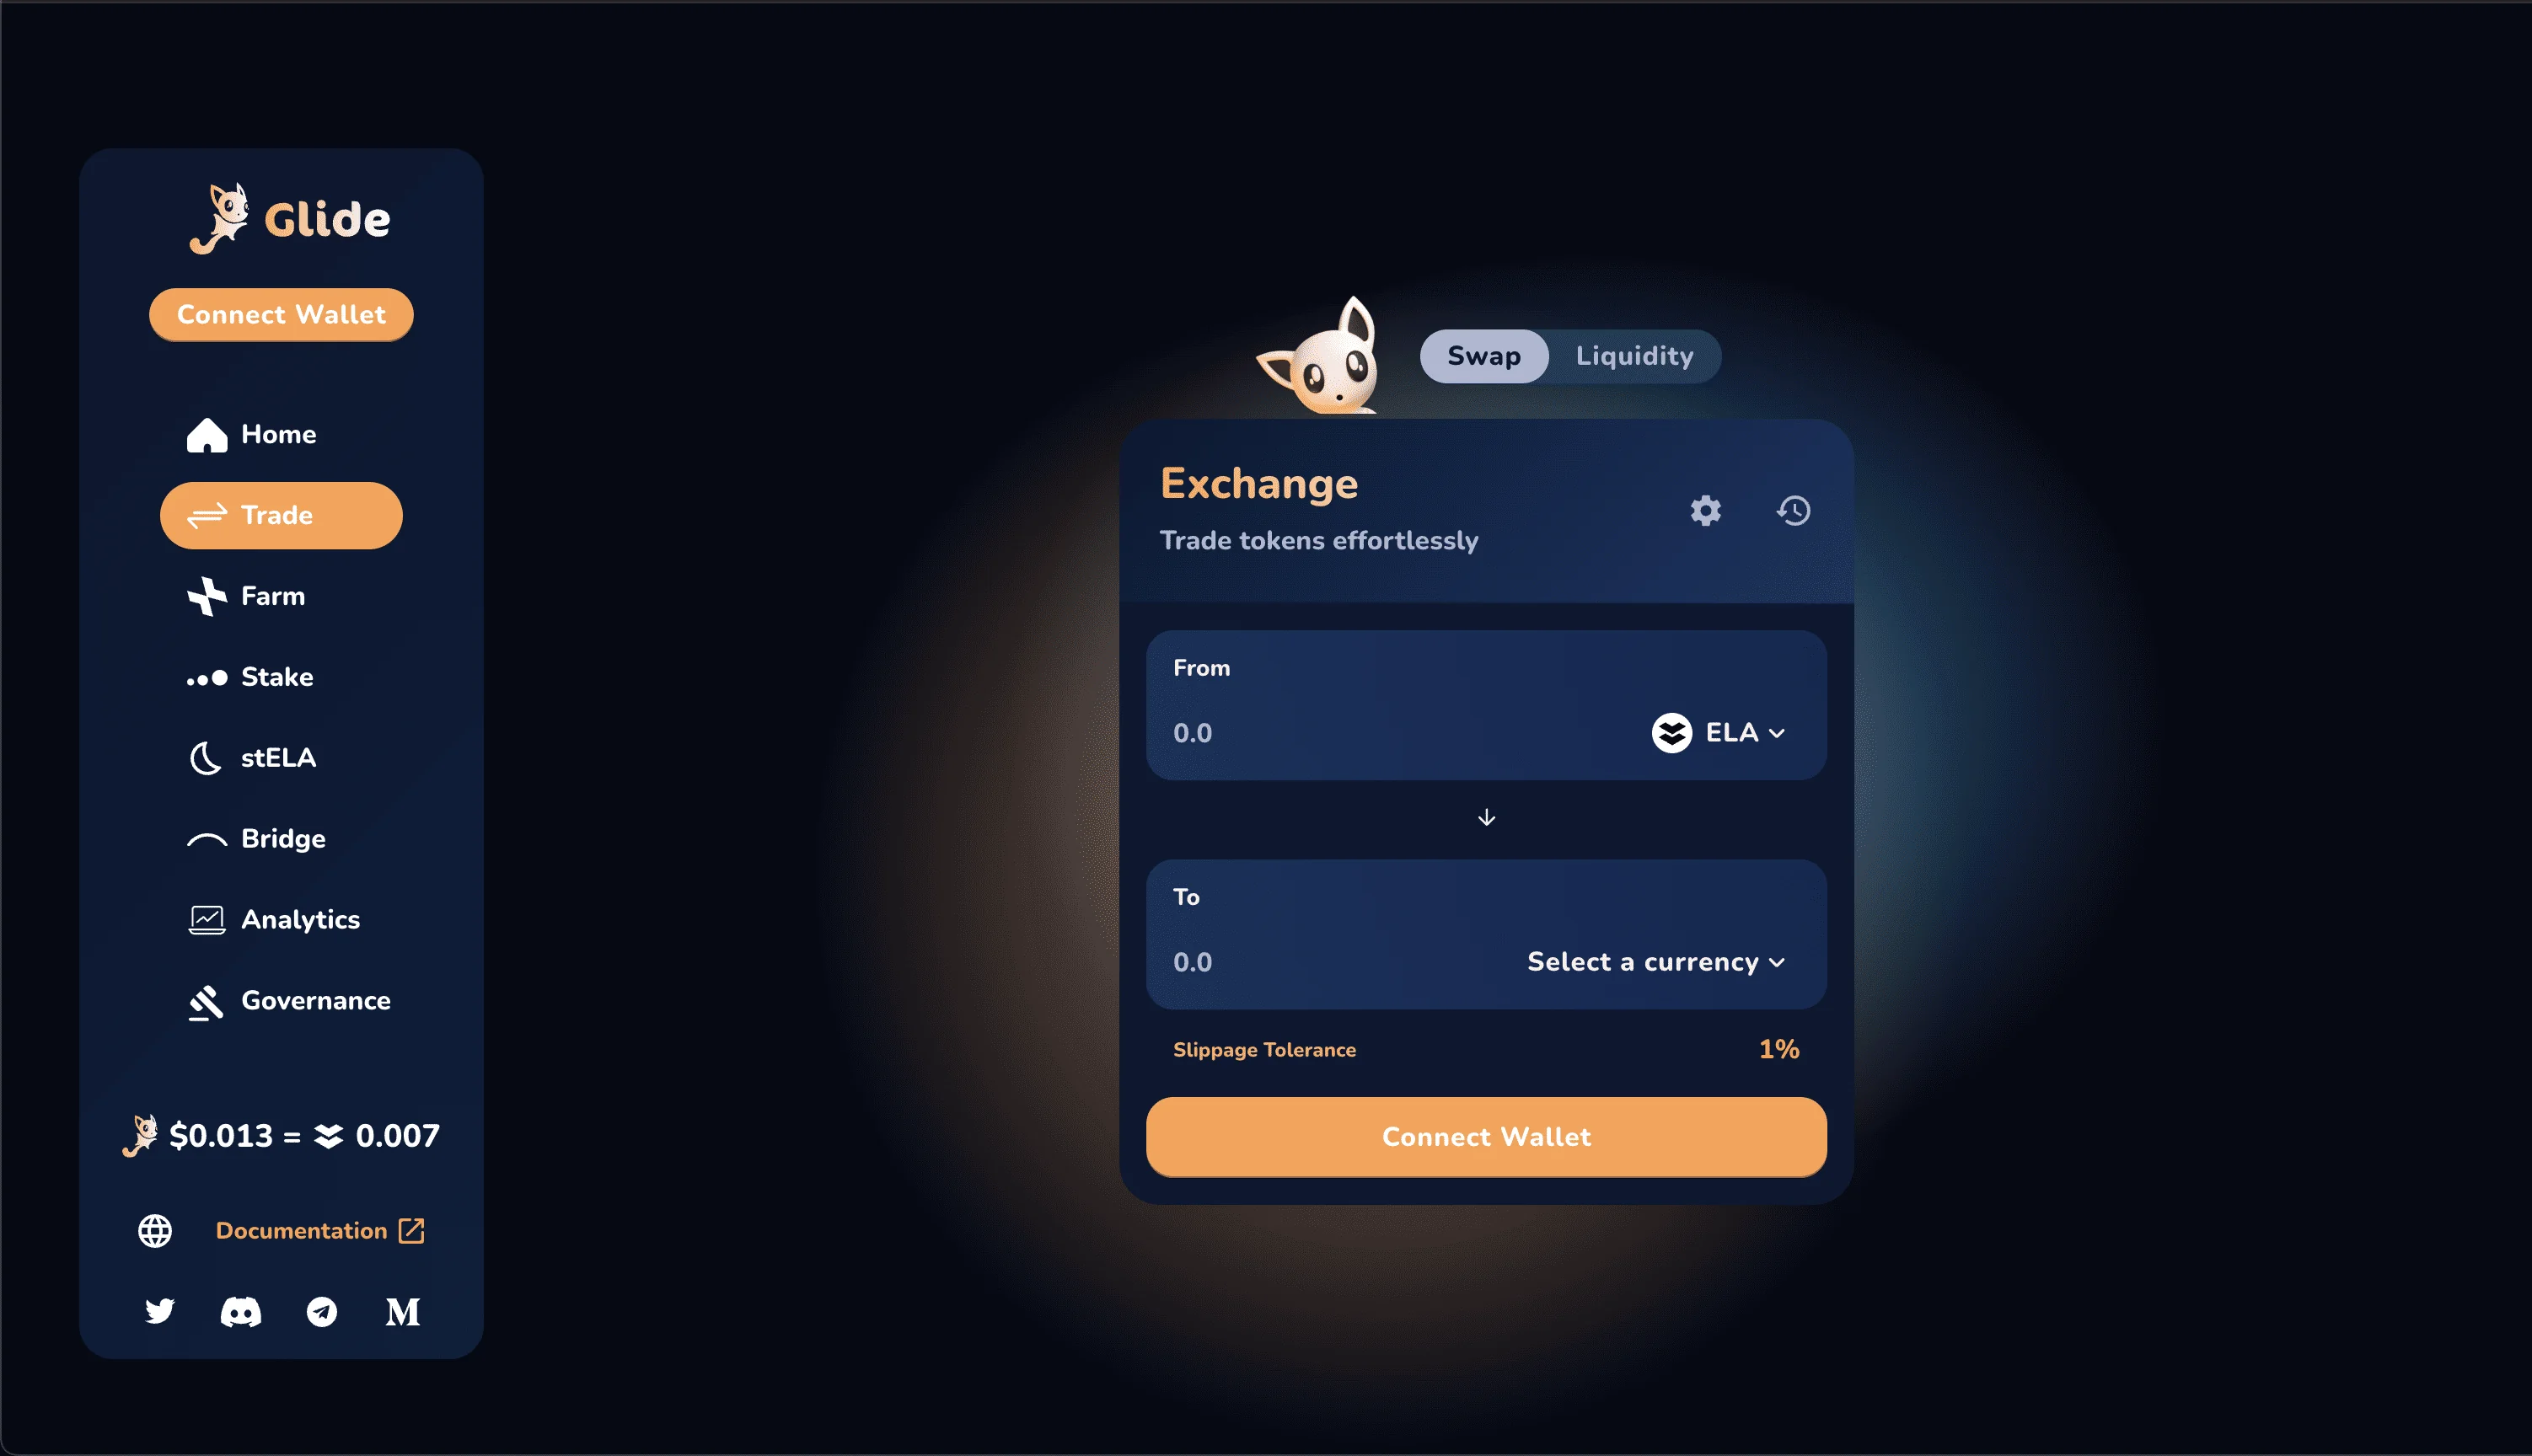 Glide
Connect Wallet
Home
Trade
Farm
Stake
stELA
Bridge
Analytics
Governance
$0.013 = 0.007
Documentation
Swap Liquidity
Exchange
Trade tokens effortlessly
From
0.0 ELA
To
0.0 Select a currency
Slippage Tolerance 1%
Connect Wallet